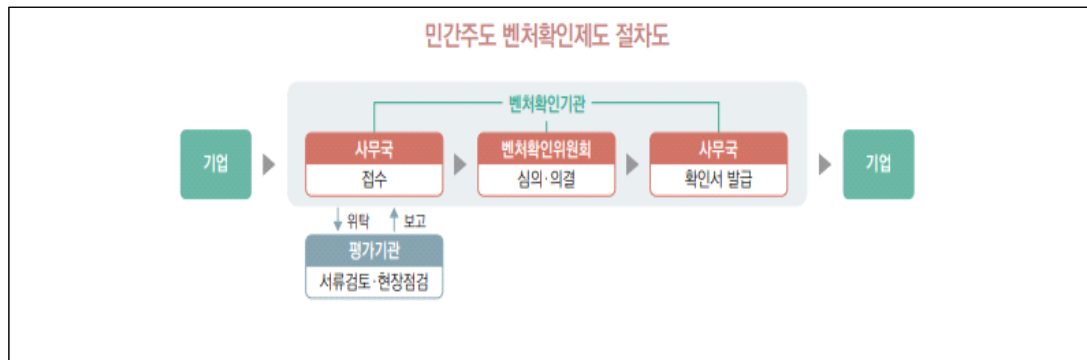 민간주도 벤처확인제도 절차도
벤처확인기관
기업
사무국
접수
벤처확인위원회
심의·의결
사무국
확인서 발급
기업
위탁
보고
평가기관
서류검토·현장점검